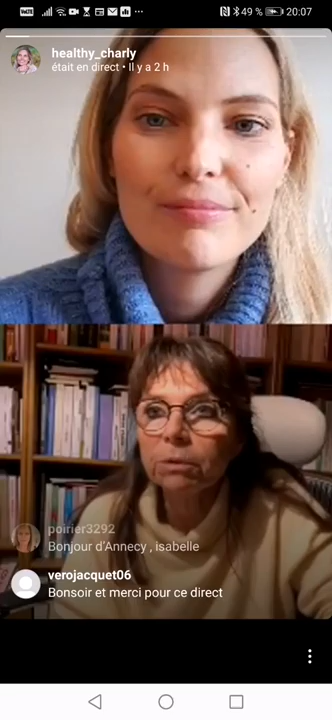 49 % 20:07
healthy_charly
était en direct • Il y a 2 h
poirier3292
Bonjour d'Annecy , isabelle
verojacquet06
Bonsoir et merci pour ce direct